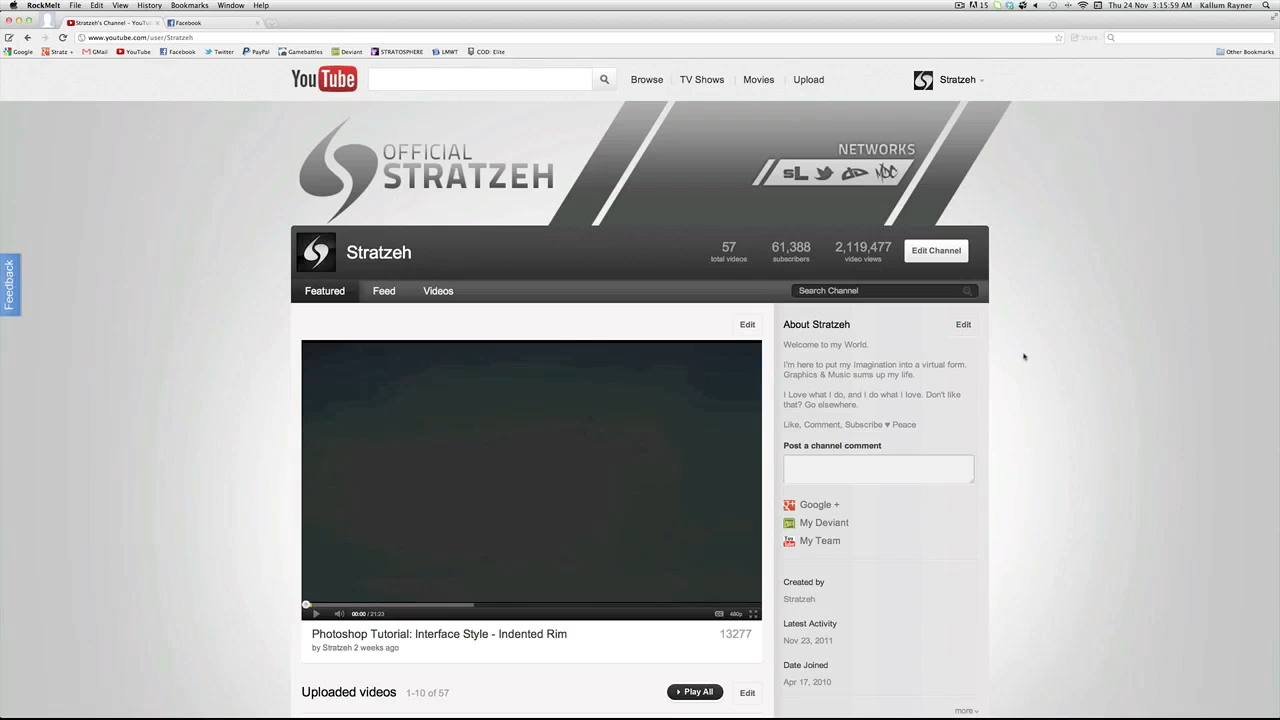 RockMelt File Edit View History Bookmarks Window Help
15 Thu 24 Nov 3:15:59 AM Kallum Rayner
Stratzeh's Channel - YouTu Facebook
www.youtube.com/user/Stratzeh Share
Google Stratz + GMail YouTube Facebook Twitter PayPal Gamebattles Deviant STRATOSPHERE LMWT COD: Elite Other Bookmarks
YouTube Browse TV Shows Movies Upload Stratzeh
OFFICIAL
STRATZEH
NETWORKS
sL
Stratzeh
57 61,388 2,119,477
total videos subscribers video views
Edit Channel
Featured Feed Videos Search Channel
Feedback
Edit
00:00 / 21:23 480p
Photoshop Tutorial: Interface Style - Indented Rim 13277
by Stratzeh 2 weeks ago
Uploaded videos 1-10 of 57 Play All Edit
About Stratzeh Edit
Welcome to my World.
I'm here to put my Imagination into a virtual form.
Graphics & Music sums up my life.
I Love what I do, and I do what I love. Don't like
that? Go elsewhere.
Like, Comment, Subscribe ♥ Peace
Post a channel comment
Google +
My Deviant
My Team
Created by
Stratzeh
Latest Activity
Nov 23, 2011
Date Joined
Apr 17, 2010
more